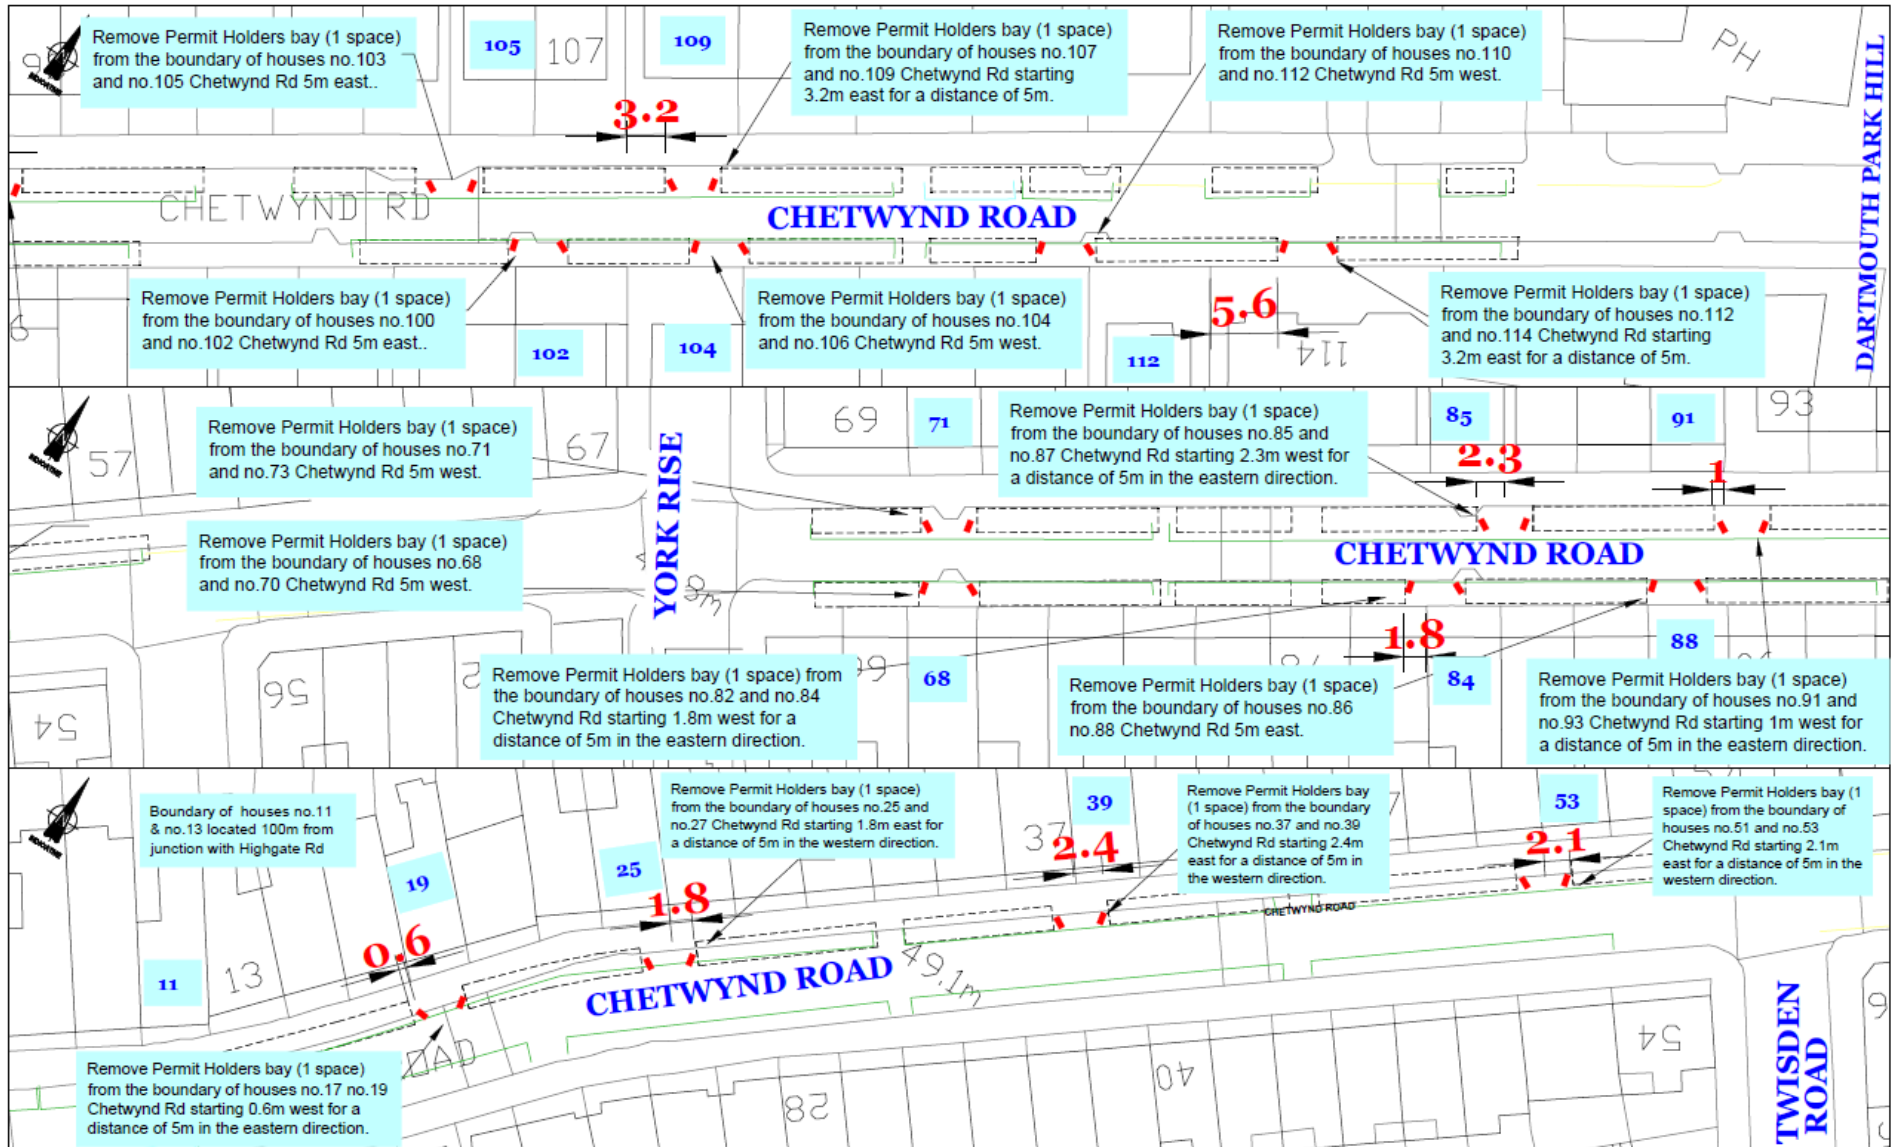 Remove Permit Holders bay (1 space)
from the boundary of houses no.103
and no.105 Chetwynd Rd 5m east..
105
107
109
Remove Permit Holders bay (1 space)
from the boundary of houses no.107
and no.109 Chetwynd Rd starting
3.2m east for a distance of 5m.
Remove Permit Holders bay (1 space)
from the boundary of houses no.110
and no.112 Chetwynd Rd 5m west.
PH
DARTMOUTH PARK HILL
3.2
CHETWYND RD
CHETWYND ROAD
Remove Permit Holders bay (1 space)
from the boundary of houses no.100
and no.102 Chetwynd Rd 5m east..
102
104
Remove Permit Holders bay (1 space)
from the boundary of houses no.104
and no.106 Chetwynd Rd 5m west.
112
5.6
114
Remove Permit Holders bay (1 space)
from the boundary of houses no.112
and no.114 Chetwynd Rd starting
3.2m east for a distance of 5m.
57
Remove Permit Holders bay (1 space)
from the boundary of houses no.71
and no.73 Chetwynd Rd 5m west.
67
YORK RISE
69
71
Remove Permit Holders bay (1 space)
from the boundary of houses no.85 and
no.87 Chetwynd Rd starting 2.3m west for
a distance of 5m in the eastern direction.
85
2.3
91
1
93
Remove Permit Holders bay (1 space)
from the boundary of houses no.68
and no.70 Chetwynd Rd 5m west.
CHETWYND ROAD
54
56
Remove Permit Holders bay (1 space) from
the boundary of houses no.82 and no.84
Chetwynd Rd starting 1.8m west for a
distance of 5m in the eastern direction.
68
Remove Permit Holders bay (1 space)
from the boundary of houses no.86
no.88 Chetwynd Rd 5m east.
1.8
84
88
Remove Permit Holders bay (1 space)
from the boundary of houses no.91 and
no.93 Chetwynd Rd starting 1m west for
a distance of 5m in the eastern direction.
Boundary of houses no.11
& no.13 located 100m from
junction with Highgate Rd
11
13
19
0.6
25
1.8
Remove Permit Holders bay (1 space)
from the boundary of houses no.25 and
no.27 Chetwynd Rd starting 1.8m east for
a distance of 5m in the western direction.
37
39
2.4
Remove Permit Holders bay
(1 space) from the boundary
of houses no.37 and no.39
Chetwynd Rd starting 2.4m
east for a distance of 5m in
the western direction.
53
2.1
Remove Permit Holders bay (1
space) from the boundary of
houses no.51 and no.53
Chetwynd Rd starting 2.1m
east for a distance of 5m in the
western direction.
CHETWYND ROAD
CHETWYND ROAD
49.1m
Remove Permit Holders bay (1 space)
from the boundary of houses no.17 no.19
Chetwynd Rd starting 0.6m west for a
distance of 5m in the eastern direction.
OAD
28
40
54
TWISDEN
ROAD